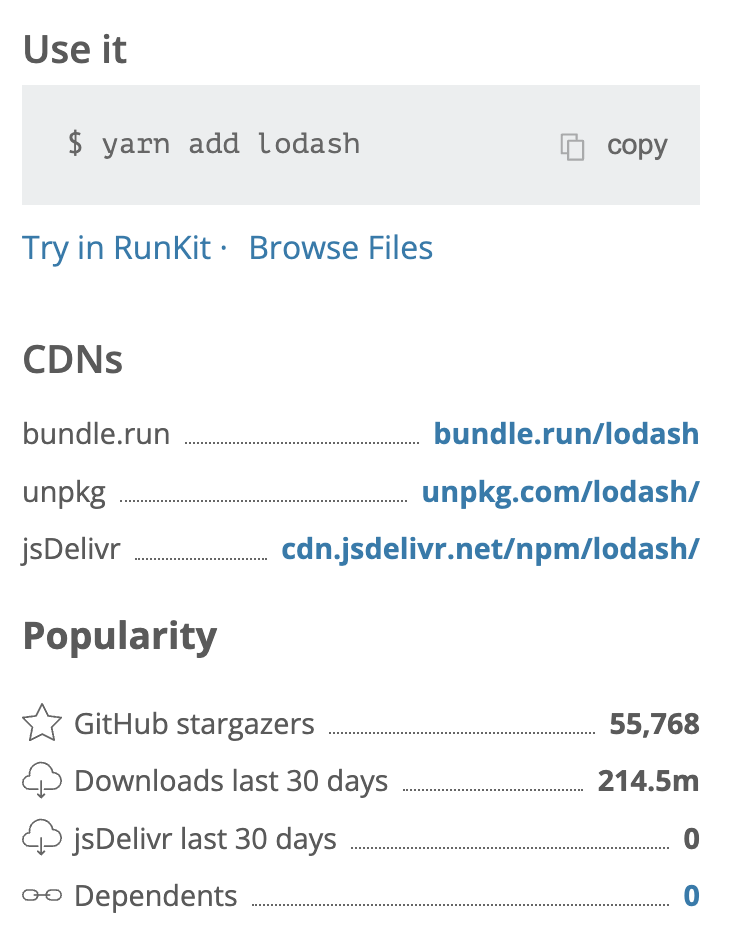 Use it
$ yarn add lodash copy
Try in RunKit · Browse Files
CDNs
bundle.run bundle.run/lodash
unpkg unpkg.com/lodash/
jsDelivr cdn.jsdelivr.net/npm/lodash/
Popularity
GitHub stargazers 55,768
Downloads last 30 days 214.5m
jsDelivr last 30 days 0
Dependents 0